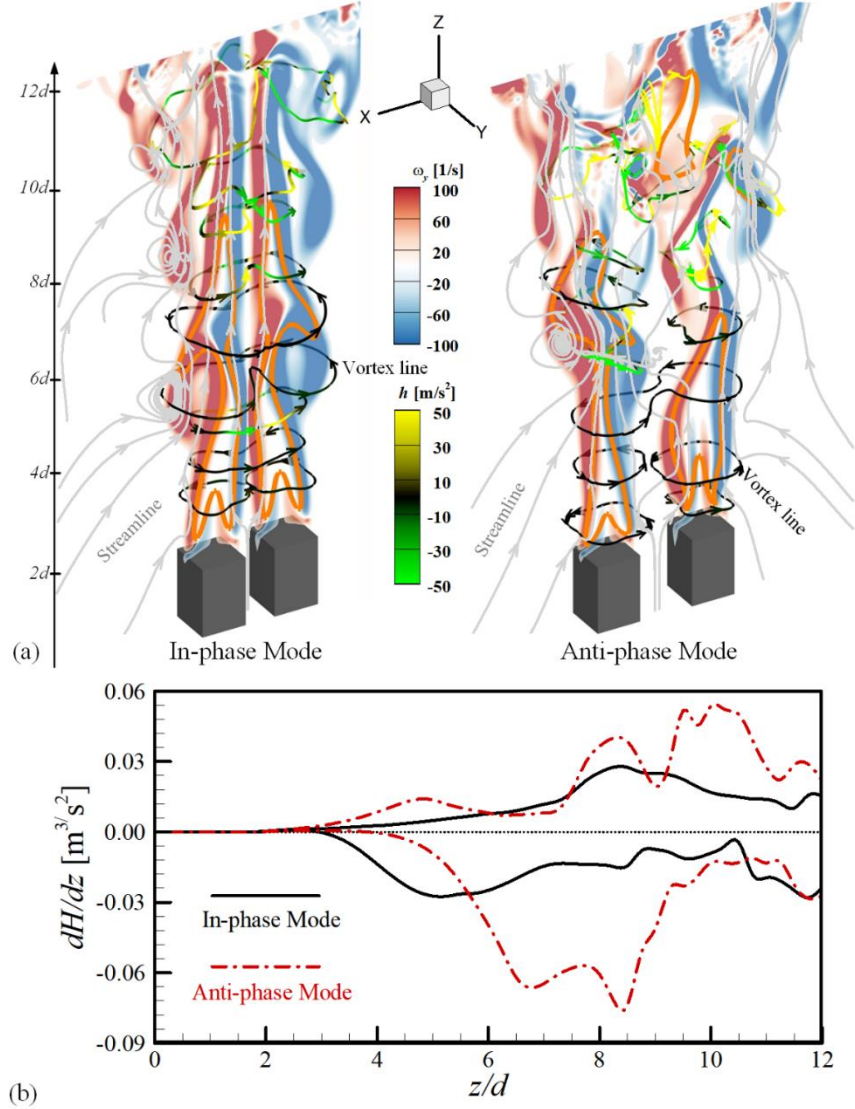 Z
X
Y
12d
10d
8d
6d
4d
2d
ωy [1/s]
100
60
20
-20
-60
-100
Vortex line
h [m/s²]
50
30
10
-10
-30
-50
Streamline
Streamline
Vortex line
(a)
In-phase Mode
Anti-phase Mode
0.06
0.03
0.00
-0.03
-0.06
-0.09
dH/dz [m³/s²]
In-phase Mode
Anti-phase Mode
0
2
4
6
8
10
12
z/d
(b)